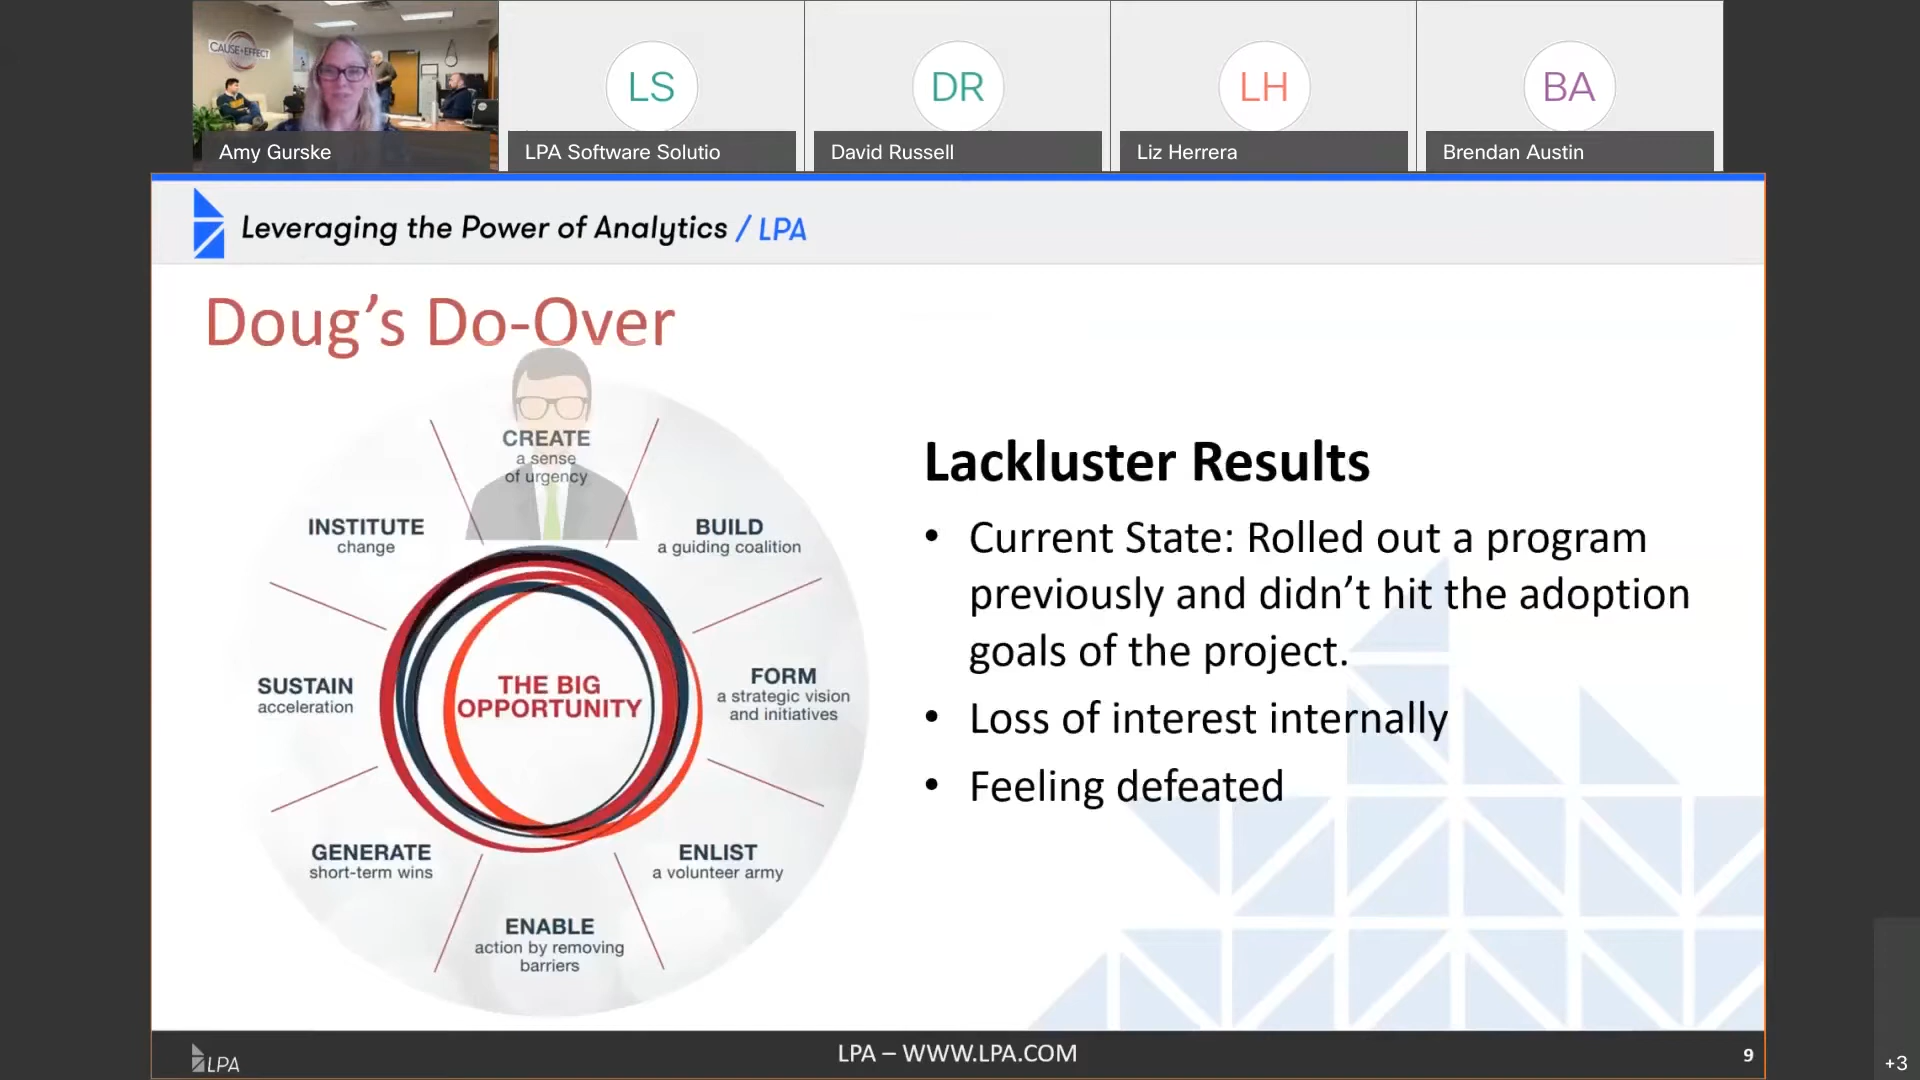 CAUSE+EFFECT
LS
DR
LH
BA
Amy Gurske
LPA Software Solutio
David Russell
Liz Herrera
Brendan Austin
Leveraging the Power of Analytics / LPA
Doug’s Do-Over
CREATE
a sense
of urgency
BUILD
a guiding coalition
FORM
a strategic vision
and initiatives
ENLIST
a volunteer army
ENABLE
action by removing
barriers
GENERATE
short-term wins
SUSTAIN
acceleration
INSTITUTE
change
THE BIG
OPPORTUNITY
Lackluster Results
• Current State: Rolled out a program
previously and didn’t hit the adoption
goals of the project.
• Loss of interest internally
• Feeling defeated
LPA
LPA – WWW.LPA.COM
9
+3